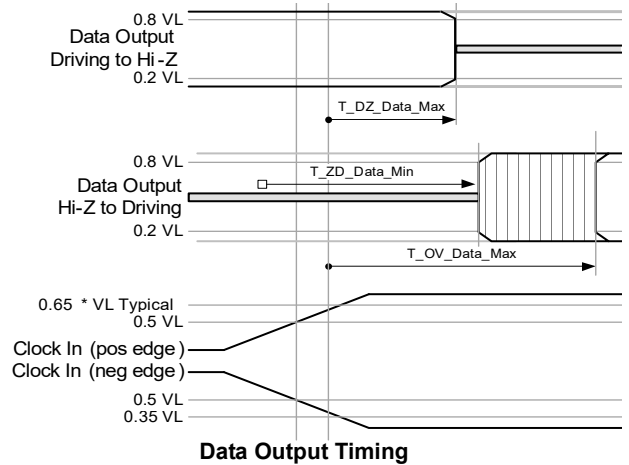 0.8 VL
Data Output
Driving to Hi-Z
0.2 VL
T_DZ_Data_Max
0.8 VL
T_ZD_Data_Min
Data Output
Hi-Z to Driving
0.2 VL
T_OV_Data_Max
0.65 * VL Typical
0.5 VL
Clock In (pos edge)
Clock In (neg edge)
0.5 VL
0.35 VL
Data Output Timing